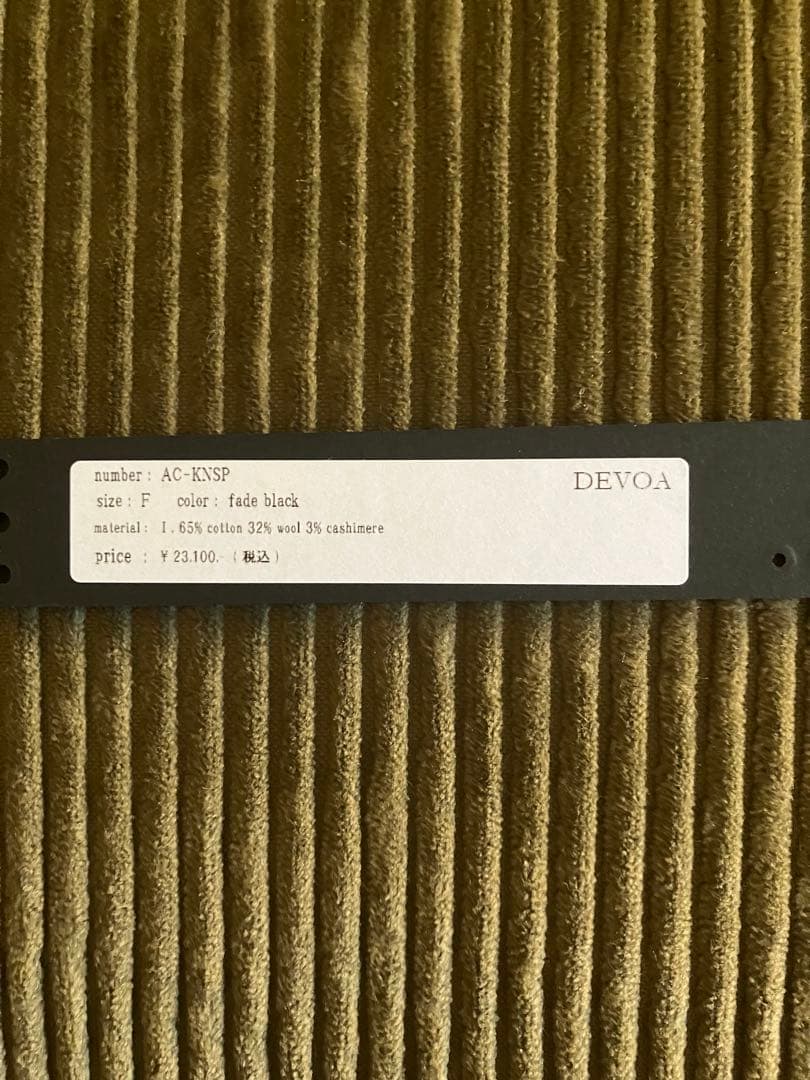 number : AC-KNSP
DEVOA
size : F color : fade black
material : I. 65% cotton 32% wool 3% cashimere
price : ¥ 23,100.- (税込)